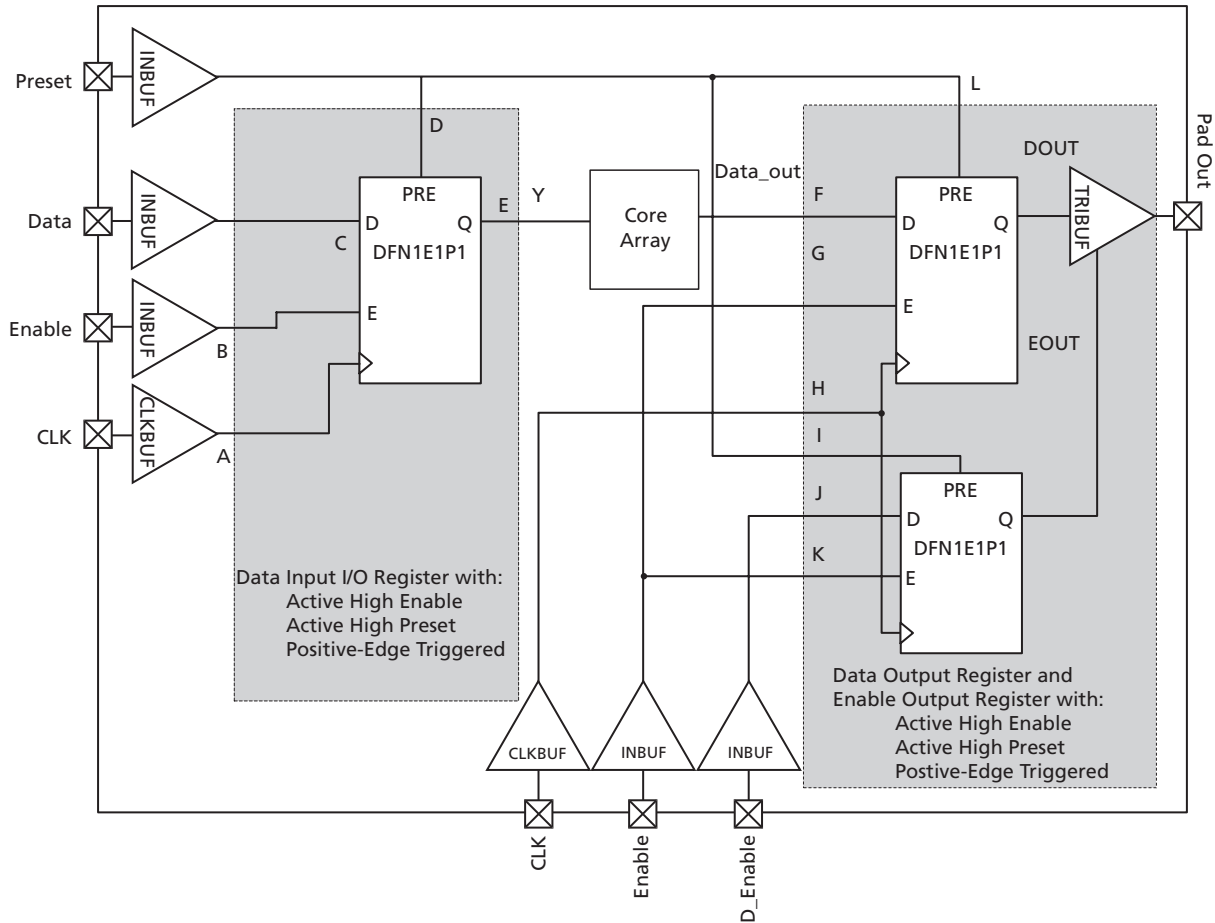 Preset
INBUF
D
L
Pad Out
Data
INBUF
C
D
PRE
Q
DFN1E1P1
E
E
Y
Core
Array
Data_out
F
G
D
PRE
Q
DFN1E1P1
E
DOUT
TRIBUF
EOUT
Enable
INBUF
B
CLK
CLKBUF
A
H
I
J
K
PRE
D
Q
DFN1E1P1
E
Data Input I/O Register with:
Active High Enable
Active High Preset
Positive-Edge Triggered
Data Output Register and
Enable Output Register with:
Active High Enable
Active High Preset
Postive-Edge Triggered
CLKBUF
INBUF
INBUF
CLK
Enable
D_Enable